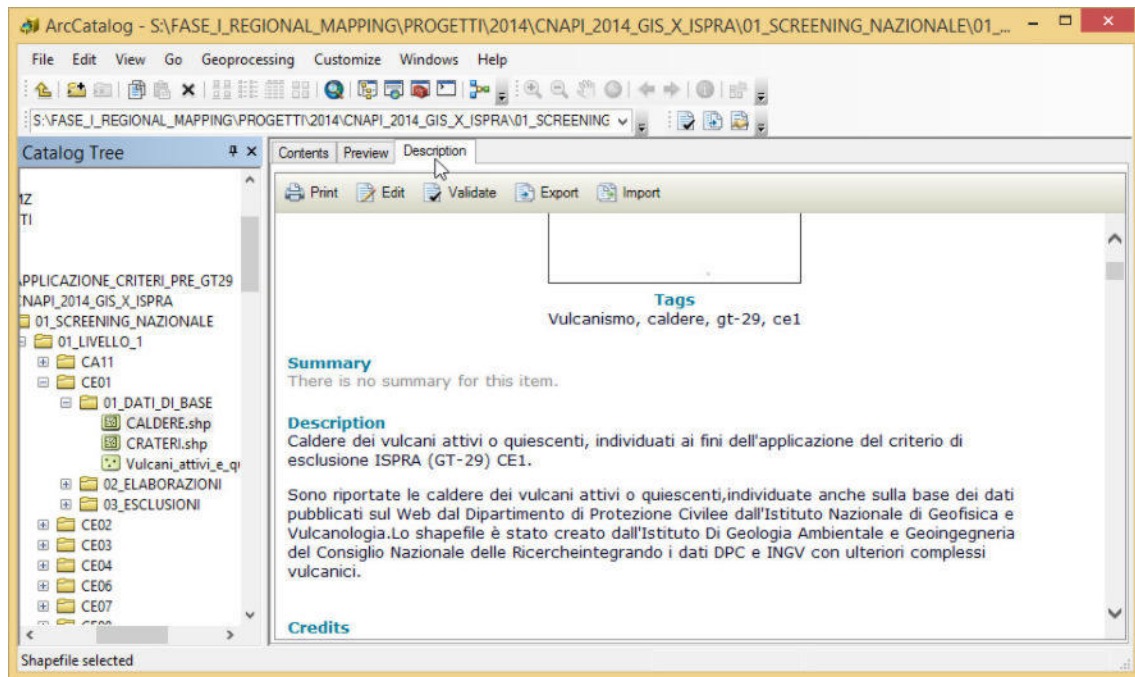 ArcCatalog - S:\FASE_I_REGIONAL_MAPPING\PROGETTI\2014\CNAPI_2014_GIS_X_ISPRA\01_SCREENING_NAZIONALE\01_...
File Edit View Go Geoprocessing Customize Windows Help
S:\FASE_I_REGIONAL_MAPPING\PROGETTI\2014\CNAPI_2014_GIS_X_ISPRA\01_SCREENING
Catalog Tree
Contents Preview Description
Print Edit Validate Export Import
MZ
TI
APPLICAZIONE_CRITERI_PRE_GT29
CNAPI_2014_GIS_X_ISPRA
01_SCREENING_NAZIONALE
01_LIVELLO_1
CA11
CE01
01_DATI_DI_BASE
CALDERE.shp
CRATERI.shp
Vulcani_attivi_e_qu
02_ELABORAZIONI
03_ESCLUSIONI
CE02
CE03
CE04
CE06
CE07
Tags
Vulcanismo, caldere, gt-29, ce1
Summary
There is no summary for this item.
Description
Caldere dei vulcani attivi o quiescenti, individuati ai fini dell'applicazione del criterio di
esclusione ISPRA (GT-29) CE1.
Sono riportate le caldere dei vulcani attivi o quiescenti,individuate anche sulla base dei dati
pubblicati sul Web dal Dipartimento di Protezione Civilee dall'Istituto Nazionale di Geofisica e
Vulcanologia.Lo shapefile è stato creato dall'Istituto Di Geologia Ambientale e Geoingegneria
del Consiglio Nazionale delle Ricercheintegrando i dati DPC e INGV con ulteriori complessi
vulcanici.
Credits
Shapefile selected